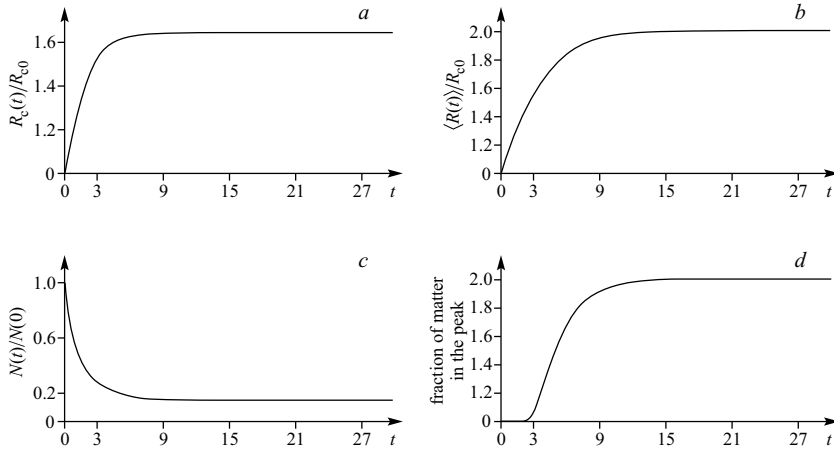 a
R_c(t)/R_c0
1.6
1.4
1.2
0
0 3 9 15 21 27 t
b
⟨R(t)⟩/R_c0
2.0
1.8
1.6
1.4
1.2
0
0 3 9 15 21 27 t
c
N(t)/N(0)
1.0
0.6
0.2
0
0 3 9 15 21 27 t
d
fraction of matter
in the peak
2.0
1.8
1.6
1.4
1.2
0
0 3 9 15 21 27 t